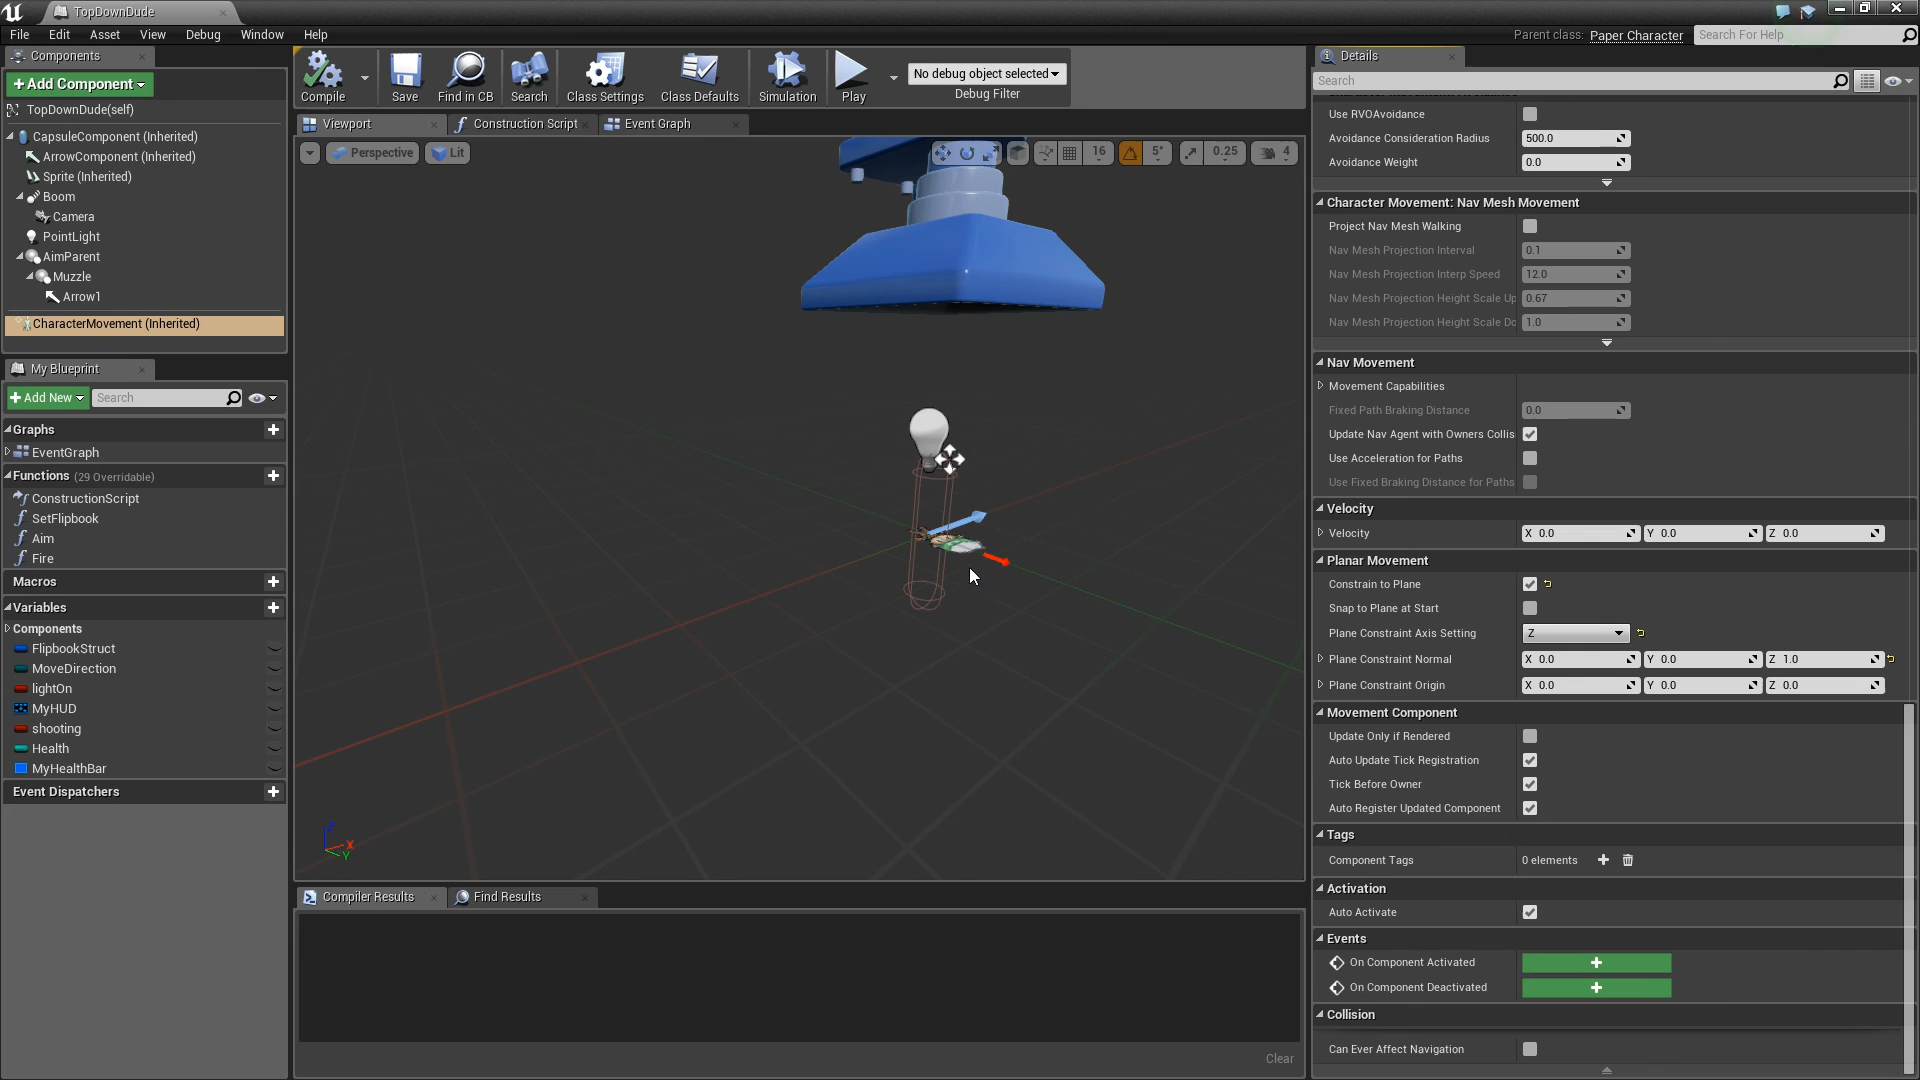 TopDownDude
File Edit Asset View Debug Window Help
Parent class: Paper Character
Search For Help
Components
+Add Component
TopDownDude(self)
CapsuleComponent (Inherited)
ArrowComponent (Inherited)
Sprite (Inherited)
Boom
Camera
PointLight
AimParent
Muzzle
Arrow1
CharacterMovement (Inherited)
My Blueprint
+Add New
Search
Graphs
EventGraph
Functions (29 Overridable)
ConstructionScript
SetFlipbook
Aim
Fire
Macros
Variables
Components
FlipbookStruct
MoveDirection
lightOn
MyHUD
shooting
Health
MyHealthBar
Event Dispatchers
Compile
Save
Find in CB
Search
Class Settings
Class Defaults
Simulation
Play
No debug object selected
Debug Filter
Viewport
Construction Script
Event Graph
Perspective
Lit
16
5°
0.25
4
Z
X
Y
Compiler Results
Find Results
Clear
Details
Search
Use RVOAvoidance
Avoidance Consideration Radius 500.0
Avoidance Weight 0.0
Character Movement: Nav Mesh Movement
Project Nav Mesh Walking
Nav Mesh Projection Interval 0.1
Nav Mesh Projection Interp Speed 12.0
Nav Mesh Projection Height Scale Up 0.67
Nav Mesh Projection Height Scale Do 1.0
Nav Movement
Movement Capabilities
Fixed Path Braking Distance 0.0
Update Nav Agent with Owners Collis
Use Acceleration for Paths
Use Fixed Braking Distance for Paths
Velocity
Velocity X 0.0 Y 0.0 Z 0.0
Planar Movement
Constrain to Plane
Snap to Plane at Start
Plane Constraint Axis Setting Z
Plane Constraint Normal X 0.0 Y 0.0 Z 1.0
Plane Constraint Origin X 0.0 Y 0.0 Z 0.0
Movement Component
Update Only if Rendered
Auto Update Tick Registration
Tick Before Owner
Auto Register Updated Component
Tags
Component Tags 0 elements
Activation
Auto Activate
Events
On Component Activated +
On Component Deactivated +
Collision
Can Ever Affect Navigation